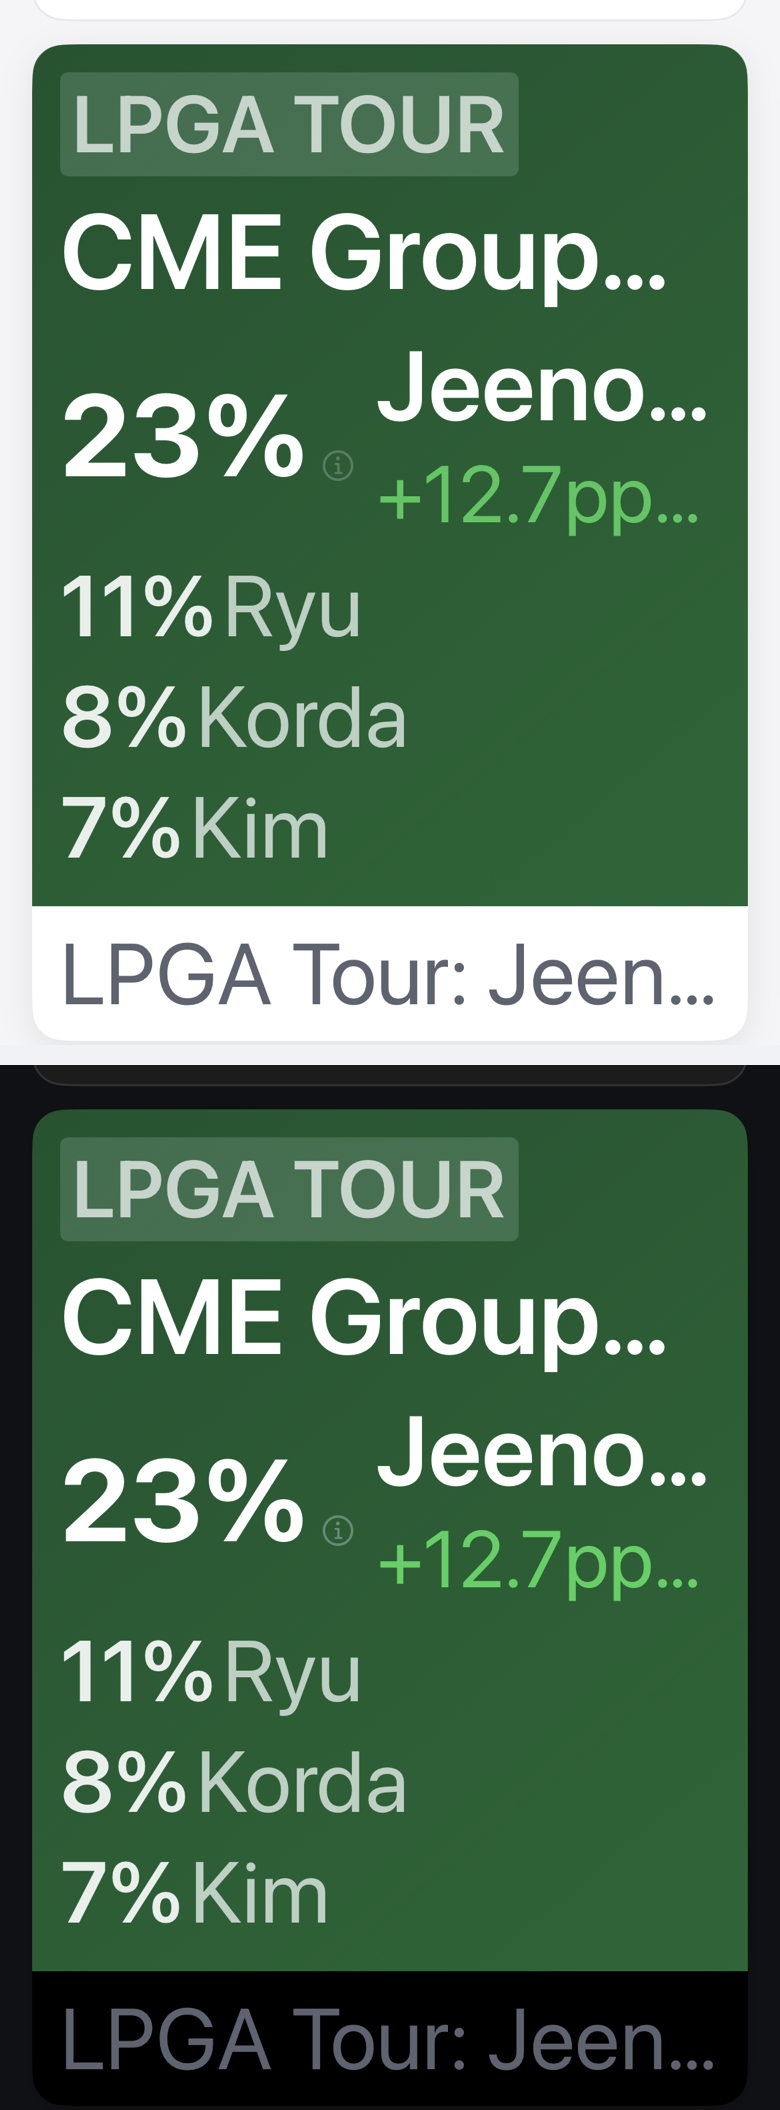 LPGA TOUR
CME Group...
23%
Jeeno...
+12.7pp...
11% Ryu
8% Korda
7% Kim
LPGA Tour: Jeen...
LPGA TOUR
CME Group...
23%
Jeeno...
+12.7pp...
11% Ryu
8% Korda
7% Kim
LPGA Tour: Jeen...